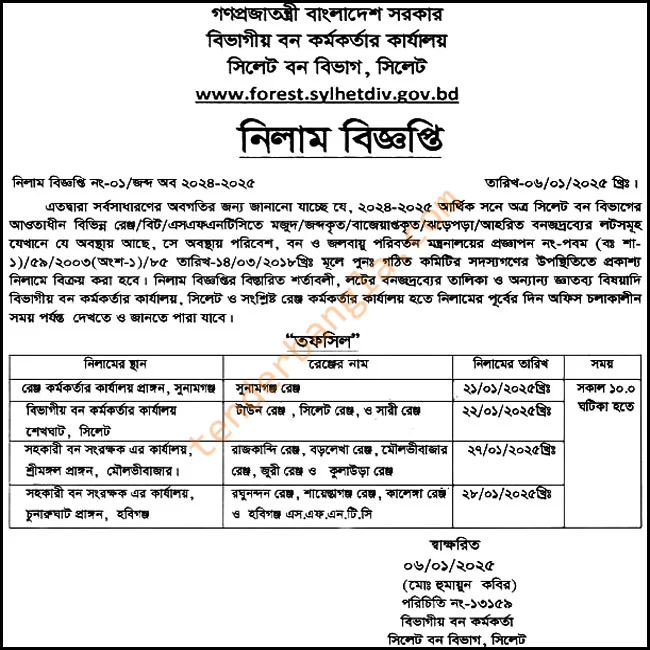 গণপ্রজাতন্ত্রী বাংলাদেশ সরকার
বিভাগীয় বন কর্মকর্তার কার্যালয়
সিলেট বন বিভাগ, সিলেট
www.forest.sylhetdiv.gov.bd
নিলাম বিজ্ঞপ্তি
নিলাম বিজ্ঞপ্তি নং-০১/জব্দ অব ২০২৪-২০২৫ তারিখ-০৬/০১/২০২৫ খ্রিঃ।
এতদ্বারা সর্বসাধারণের অবগতির জন্য জানানো যাচ্ছে যে, ২০২৪-২০২৫ আর্থিক সনে অত্র সিলেট বন বিভাগের
আওতাধীন বিভিন্ন রেঞ্জ/বিট/এসএফএনটিসিতে মজুদ/জব্দকৃত/বাজেয়াপ্তকৃত/ঝড়েপড়া/আহরিত বনজদ্রব্যের লটসমূহ
যেখানে যে অবস্থায় আছে, সে অবস্থায় পরিবেশ, বন ও জলবায়ু পরিবর্তন মন্ত্রনালয়ের প্রজ্ঞাপন নং-পবম (বঃ শা-
১)/৫৯/২০০৩(অংশ-১)/৮৫ তারিখ-১৪/০৩/২০১৮খ্রিঃ মূলে পুনঃ গঠিত কমিটির সদস্যগণের উপস্থিতিতে প্রকাশ্য
নিলামে বিক্রয় করা হবে। নিলাম বিজ্ঞপ্তির বিস্তারিত শর্তাবলী, লটের বনজদ্রব্যের তালিকা ও অন্যান্য জ্ঞাতব্য বিষয়াদি
বিভাগীয় বন কর্মকর্তার কার্যালয়, সিলেট ও সংশ্লিষ্ট রেঞ্জ কর্মকর্তার কার্যালয় হতে নিলামের পূর্বের দিন অফিস চলাকালীন
সময় পর্যন্ত দেখতে ও জানতে পারা যাবে।
“তফসিল”
নিলামের স্থান রেঞ্জের নাম নিলামের তারিখ সময়
রেঞ্জ কর্মকর্তার কার্যালয় প্রাঙ্গন, সুনামগঞ্জ সুনামগঞ্জ রেঞ্জ ২১/০১/২০২৫খ্রিঃ সকাল ১০.০
বিভাগীয় বন কর্মকর্তার কার্যালয় টাউন রেঞ্জ, সিলেট রেঞ্জ, ও সারী রেঞ্জ ২২/০১/২০২৫খ্রিঃ ঘটিকা হতে
শেখঘাট, সিলেট
সহকারী বন সংরক্ষক এর কার্যালয়, রাজকান্দি রেঞ্জ, বড়লেখা রেঞ্জ, মৌলভীবাজার ২৭/০১/২০২৫খ্রিঃ
শ্রীমঙ্গল প্রাঙ্গন, মৌলভীবাজার। রেঞ্জ, জুরী রেঞ্জ ও কুলাউড়া রেঞ্জ
সহকারী বন সংরক্ষক এর কার্যালয়, রঘুনন্দন রেঞ্জ, শায়েস্তাগঞ্জ রেঞ্জ, কালেঙ্গা রেঞ্জ ২৮/০১/২০২৫খ্রিঃ
চুনারুঘাট প্রাঙ্গন, হবিগঞ্জ ও হবিগঞ্জ এস.এফ.এন.টি.সি
স্বাক্ষরিত
০৬/০১/২০২৫
(মোঃ হুমায়ুন কবির)
পরিচিতি নং-১৩১৫৯
বিভাগীয় বন কর্মকর্তা
সিলেট বন বিভাগ, সিলেট